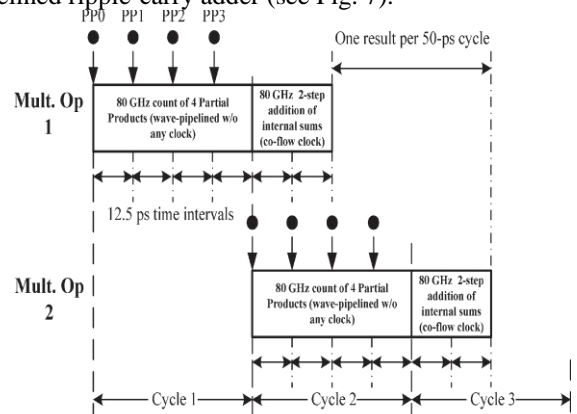 elined ripple-carry adder (see Fig. 7).
PP0 PP1 PP2 PP3
One result per 50-ps cycle
Mult. Op
1
80 GHz count of 4 Partial
Products (wave-pipelined w/o
any clock)
80 GHz 2-step
addition of
internal sums
(co-flow clock)
12.5 ps time intervals
Mult. Op
2
80 GHz count of 4 Partial
Products (wave-pipelined w/o
any clock)
80 GHz 2-step
addition of
internal sums
(co-flow clock)
Cycle 1
Cycle 2
Cycle 3